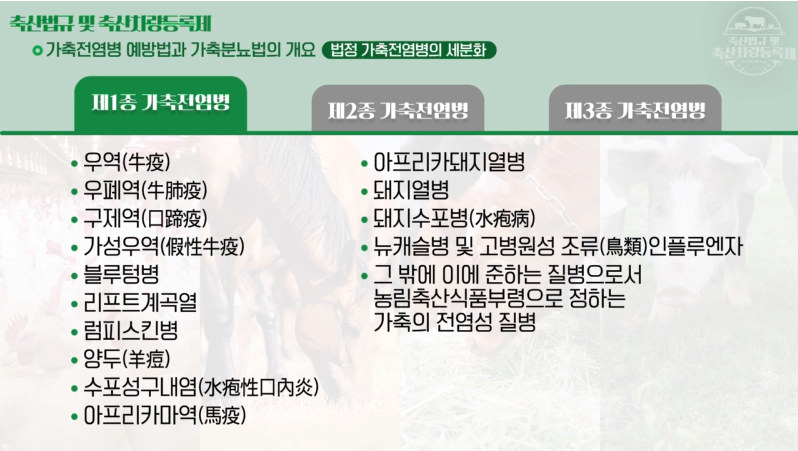 축산법규 및 축산차량등록제
가축전염병 예방법과 가축분뇨법의 개요 법정 가축전염병의 세분화
축산법규 및
축산차량등록제
제1종 가축전염병
제2종 가축전염병
제3종 가축전염병
• 우역(牛疫)
• 우폐역(牛肺疫)
• 구제역(口蹄疫)
• 가성우역(假性牛疫)
• 블루텅병
• 리프트계곡열
• 럼피스킨병
• 양두(羊痘)
• 수포성구내염(水疱性口內炎)
• 아프리카마역(馬疫)
• 아프리카돼지열병
• 돼지열병
• 돼지수포병(水疱病)
• 뉴캐슬병 및 고병원성 조류(鳥類)인플루엔자
• 그 밖에 이에 준하는 질병으로서
농림축산식품부령으로 정하는
가축의 전염성 질병